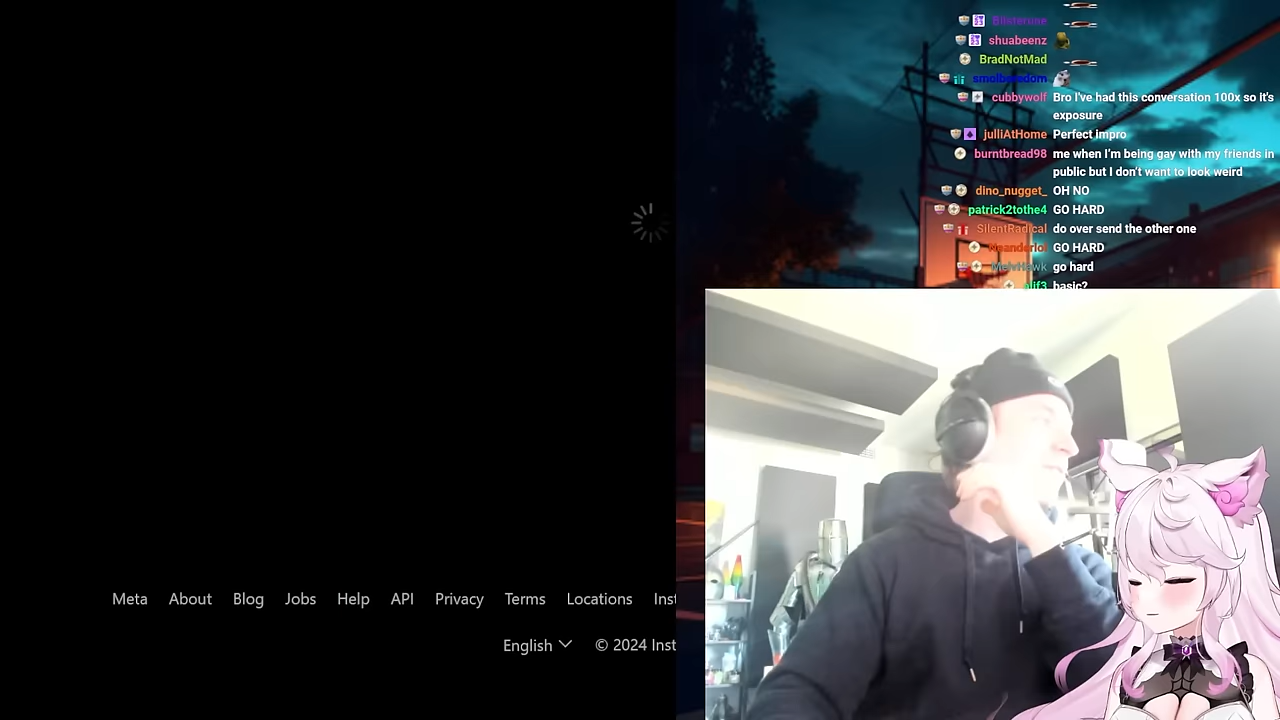 Blisterune
shuabeenz
BradNotMad
cubbywolf Bro I've had this conversation 100x so it's
exposure
julliAtHome Perfect impro
burntbread98 me when I'm being gay with my friends in
public but I don't want to look weird
dino_nugget_ OH NO
patrick2tothe4 GO HARD
SilentRadical do over send the other one
GO HARD
MelvHawk go hard
basic?
Meta About Blog Jobs Help API Privacy Terms Locations Inst
English © 2024 Inst